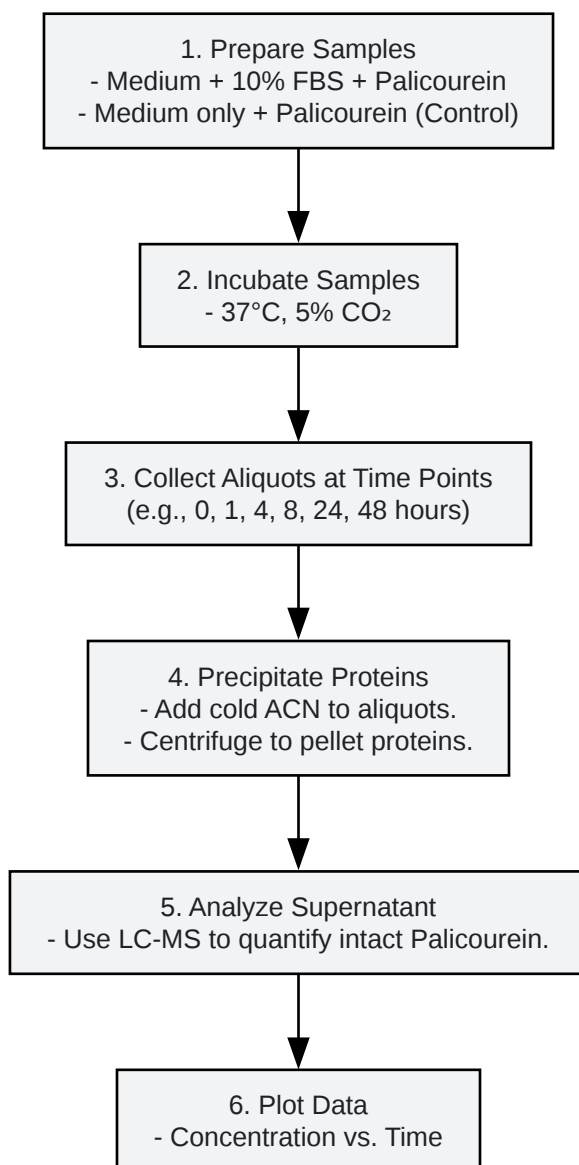 1. Prepare Samples
- Medium + 10% FBS + Palicourein
- Medium only + Palicourein (Control)
2. Incubate Samples
- 37°C, 5% CO₂
3. Collect Aliquots at Time Points
(e.g., 0, 1, 4, 8, 24, 48 hours)
4. Precipitate Proteins
- Add cold ACN to aliquots.
- Centrifuge to pellet proteins.
5. Analyze Supernatant
- Use LC-MS to quantify intact Palicourein.
6. Plot Data
- Concentration vs. Time